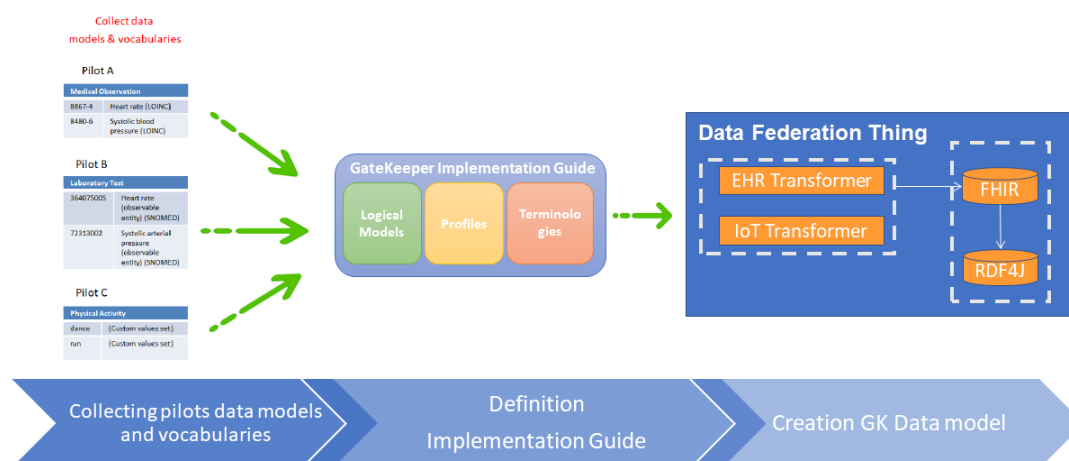 Collect data
models & vocabularies
Pilot A
Medical Observation
8867-4 Heart rate (LOINC)
8480-6 Systolic blood
pressure (LOINC)
Pilot B
Laboratory Test
364075005 Heart rate
(observable
entity) (SNOMED)
72313002 Systolic arterial
pressure
(observable
entity) (SNOMED)
Pilot C
Physical Activity
dance (Custom values set)
run (Custom values set)
GateKeeper Implementation Guide
Logical
Models
Profiles
Terminolo
gies
Data Federation Thing
EHR Transformer
IoT Transformer
FHIR
RDF4J
Collecting pilots data models
and vocabularies
Definition
Implementation Guide
Creation GK Data model